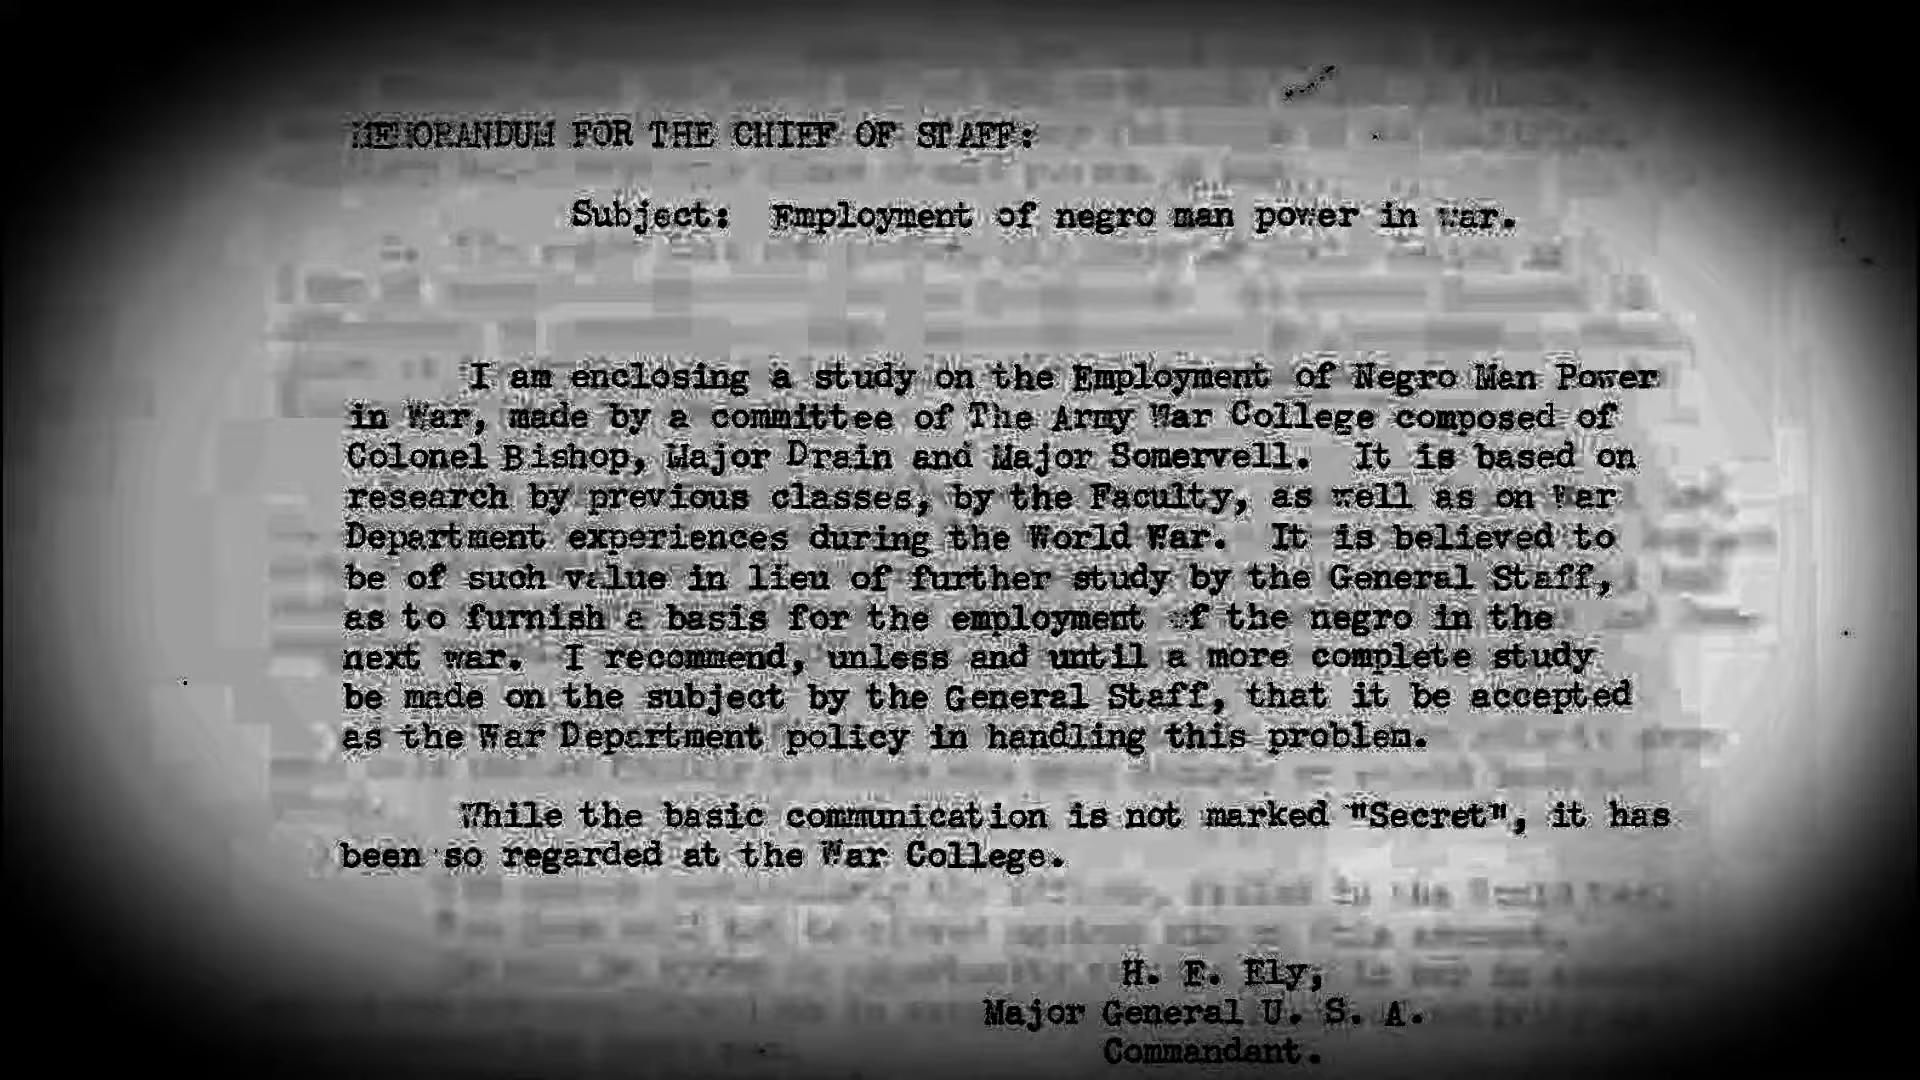 MEMORANDUM FOR THE CHIEF OF STAFF:
Subject: Employment of negro man power in war.
I am enclosing a study on the Employment of Negro Man Power
in War, made by a committee of The Army War College composed of
Colonel Bishop, Major Drain and Major Somervell. It is based on
research by previous classes, by the Faculty, as well as on War
Department experiences during the World War. It is believed to
be of such value in lieu of further study by the General Staff,
as to furnish a basis for the employment of the negro in the
next war. I recommend, unless and until a more complete study
be made on the subject by the General Staff, that it be accepted
as the War Department policy in handling this problem.
While the basic communication is not marked "Secret", it has
been so regarded at the War College.
H. E. Ely,
Major General U. S. A.
Commandant.